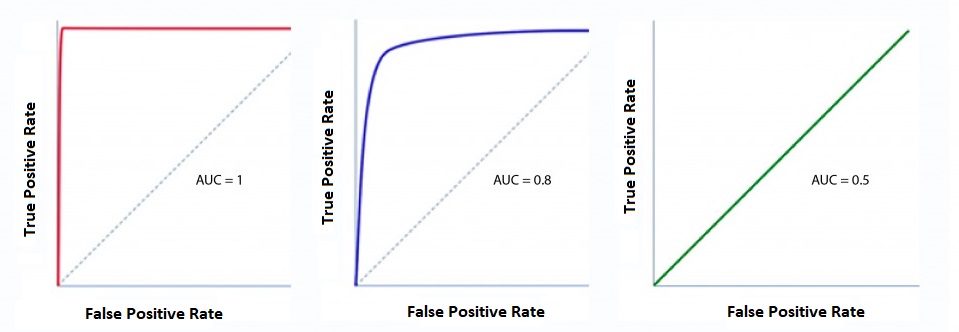 True Positive Rate
AUC = 1
False Positive Rate
True Positive Rate
AUC = 0.8
False Positive Rate
True Positive Rate
AUC = 0.5
False Positive Rate